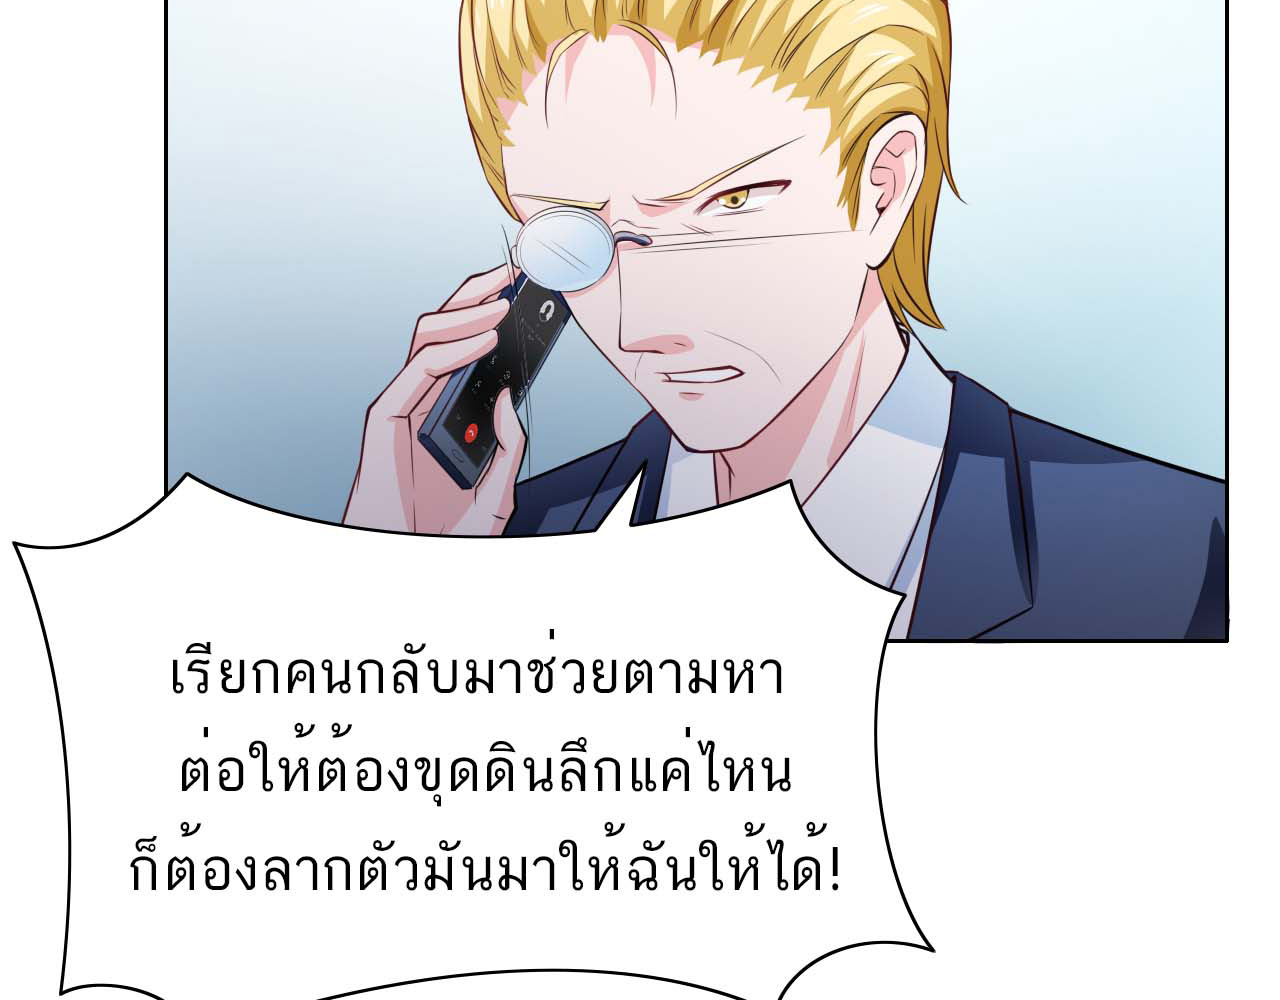 เรียกคนกลับมาช่วยตามหา
ต่อให้ต้องขุดดินลึกแค่ไหน
ก็ต้องลากตัวมันมาให้ฉันให้ได้!